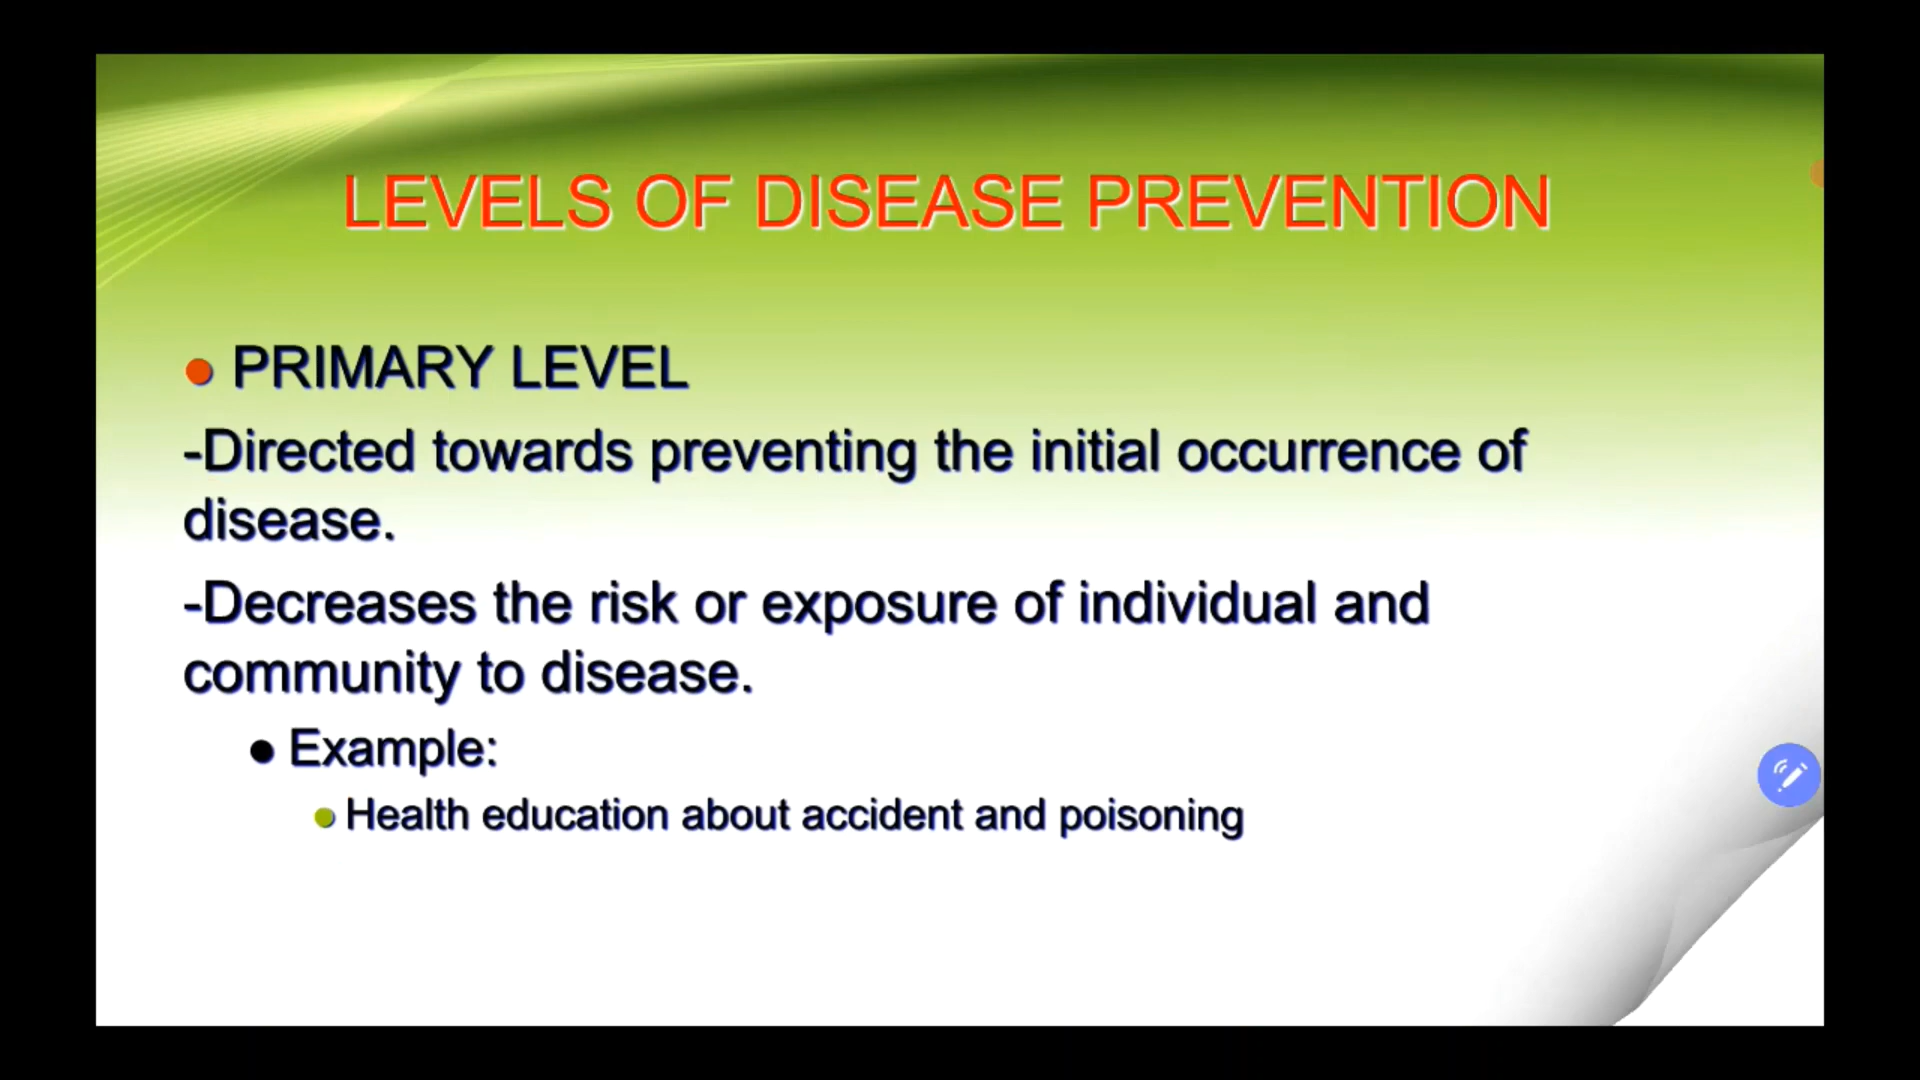 LEVELS OF DISEASE PREVENTION
PRIMARY LEVEL
-Directed towards preventing the initial occurrence of
disease.
-Decreases the risk or exposure of individual and
community to disease.
Example:
Health education about accident and poisoning